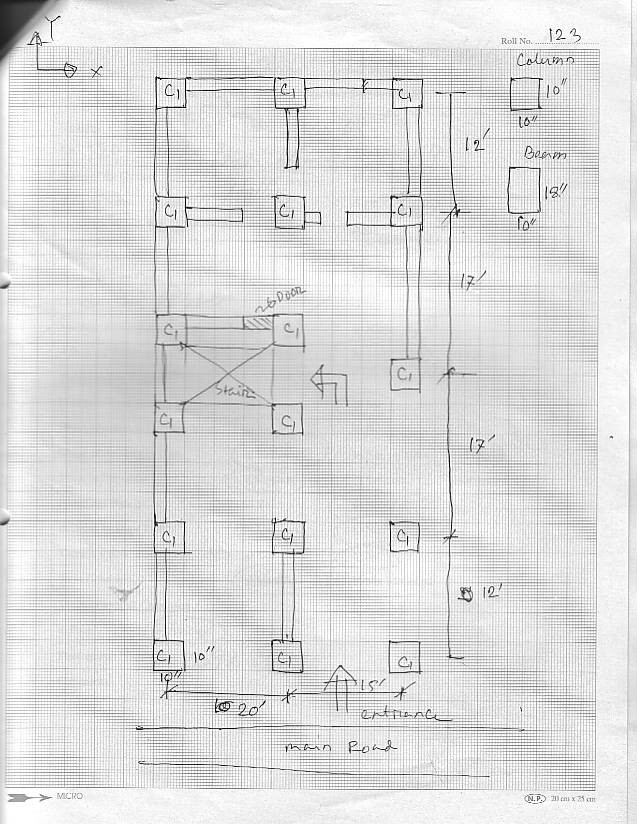 Y
Roll No. ........... 123
X
Column
C1 C1 C1
10"
10"
12'
Beam
18"
10"
C1 C1 C1
17'
C1 C1
C1
Stair
C1 C1
17'
C1 C1 C1
12'
C1 10" C1 C1
10"
15'
20'
entrance
main Road
MICRO
N.P. 20 cm x 25 cm